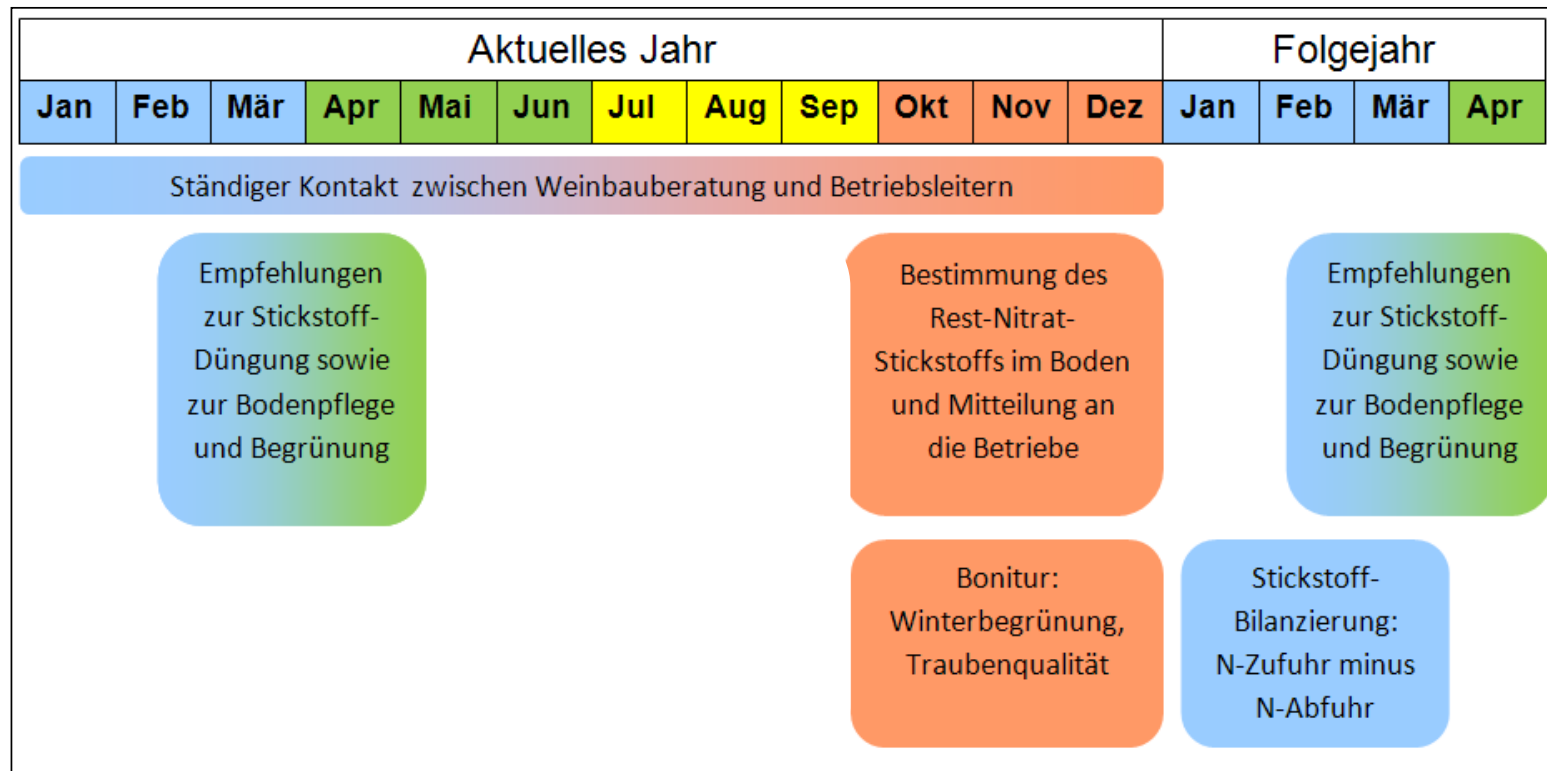 Aktuelles Jahr
Folgejahr
Jan Feb Mär Apr Mai Jun Jul Aug Sep Okt Nov Dez Jan Feb Mär Apr
Ständiger Kontakt zwischen Weinbauberatung und Betriebsleitern
Empfehlungen
zur Stickstoff-
Düngung sowie
zur Bodenpflege
und Begrünung
Bestimmung des
Rest-Nitrat-
Stickstoffs im Boden
und Mitteilung an
die Betriebe
Empfehlungen
zur Stickstoff-
Düngung sowie
zur Bodenpflege
und Begrünung
Bonitur:
Winterbegrünung,
Traubenqualität
Stickstoff-
Bilanzierung:
N-Zufuhr minus
N-Abfuhr